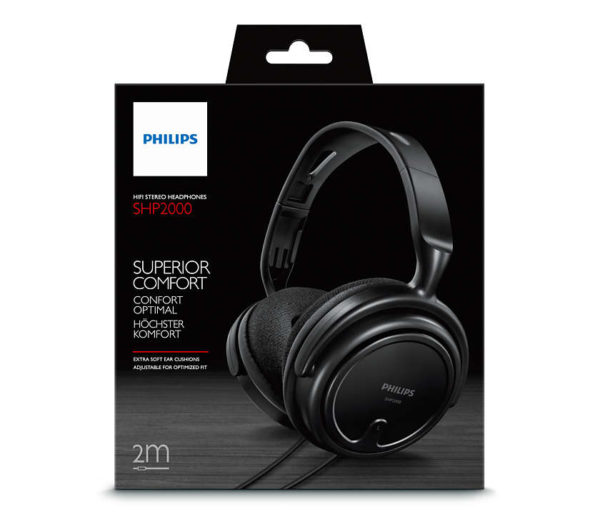 PHILIPS
HIFI STEREO HEADPHONES
SHP2000
SUPERIOR
COMFORT
CONFORT
OPTIMAL
HÖCHSTER
KOMFORT
EXTRA SOFT EAR CUSHIONS
ADJUSTABLE FOR OPTIMIZED FIT
2m
PHILIPS
SHP2000
L